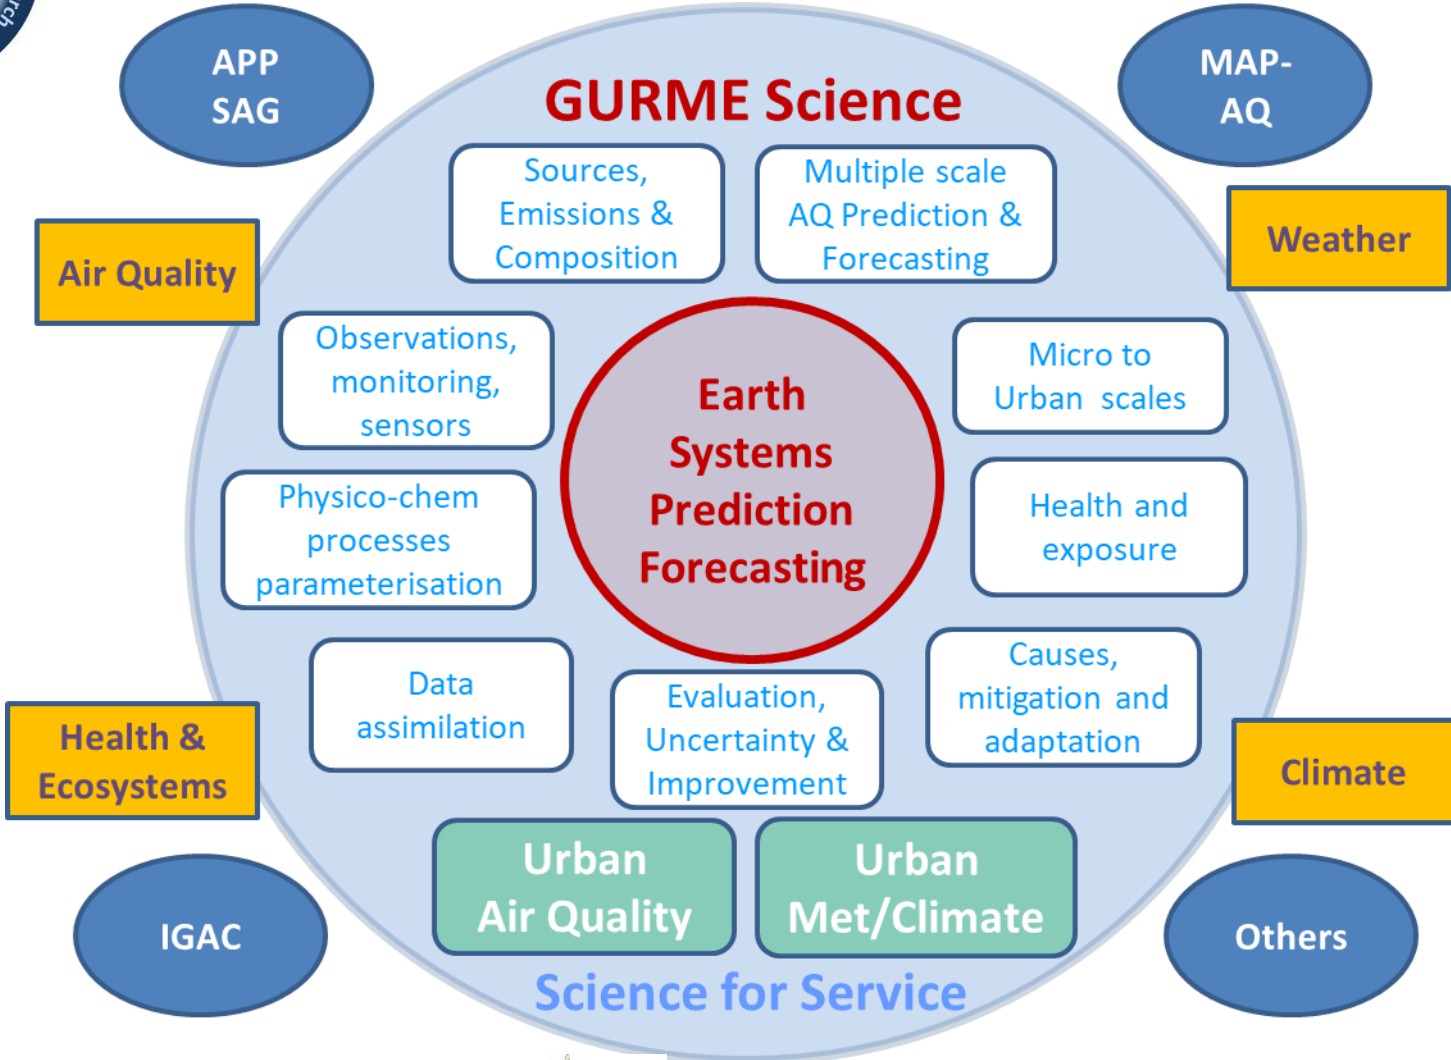 rch
APP
SAG
MAP-
AQ
GURME Science
Sources,
Emissions &
Composition
Multiple scale
AQ Prediction &
Forecasting
Air Quality
Weather
Observations,
monitoring,
sensors
Earth
Systems
Prediction
Forecasting
Micro to
Urban scales
Physico-chem
processes
parameterisation
Health and
exposure
Data
assimilation
Evaluation,
Uncertainty &
Improvement
Causes,
mitigation and
adaptation
Health &
Ecosystems
Climate
Urban
Air Quality
Urban
Met/Climate
IGAC
Others
Science for Service